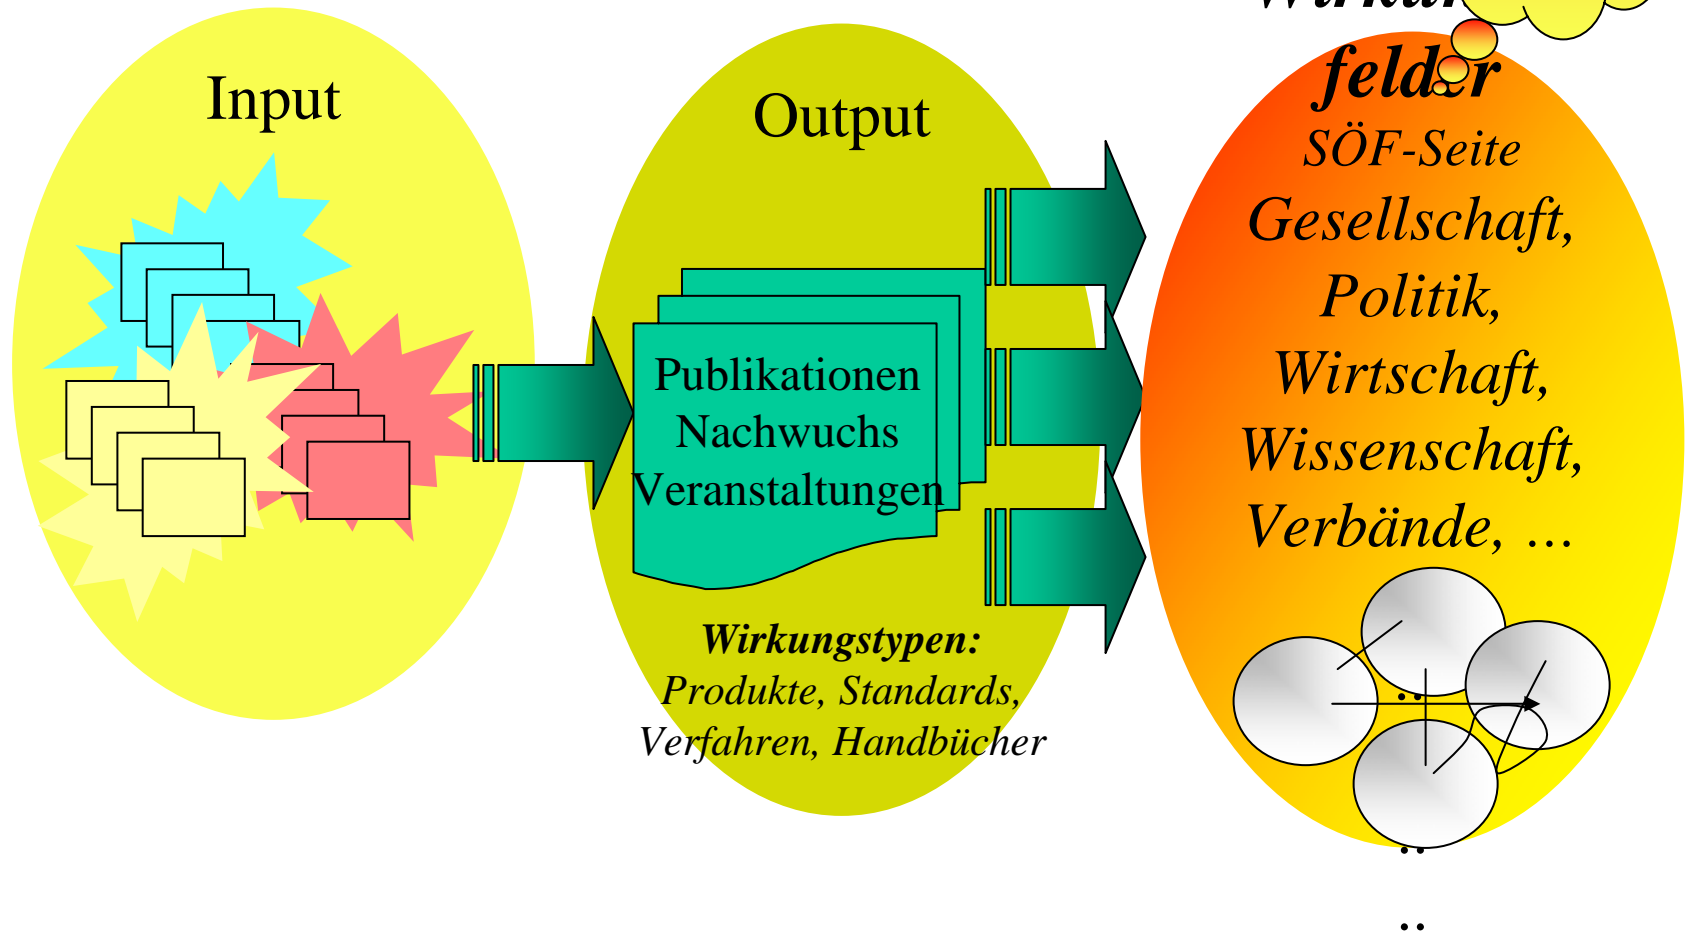 Input
Output
Publikationen
Nachwuchs
Veranstaltungen
Wirkungstypen:
Produkte, Standards,
Verfahren, Handbücher
felder
SÖF-Seite
Gesellschaft,
Politik,
Wirtschaft,
Wissenschaft,
Verbände, …
..
..
..